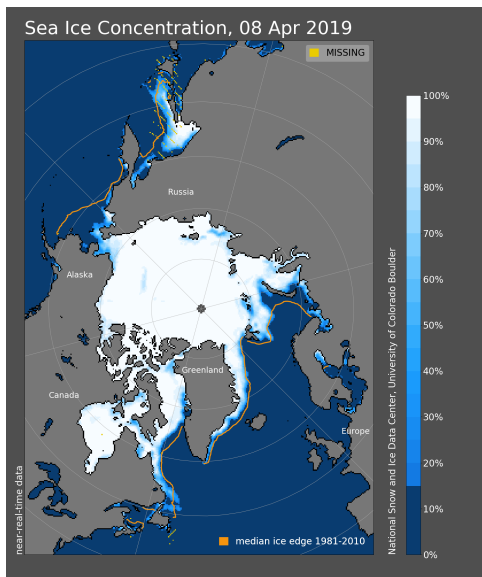 Sea Ice Concentration, 08 Apr 2019
MISSING
100%
90%
80%
70%
60%
50%
40%
30%
20%
10%
0%
Russia
Alaska
Greenland
Canada
Europe
median ice edge 1981-2010
near-real-time data
National Snow and Ice Data Center, University of Colorado Boulder